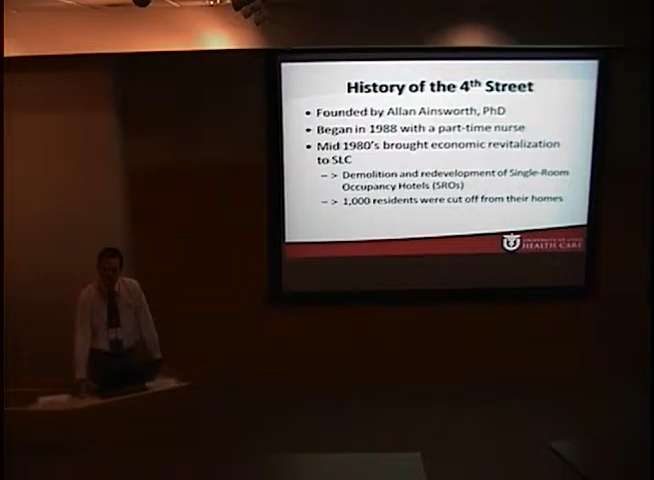 History of the 4th Street
• Founded by Allan Ainsworth, PhD
• Began in 1988 with a part-time nurse
• Mid 1980's brought economic revitalization
to SLC
– > Demolition and redevelopment of Single-Room
Occupancy Hotels (SROs)
– > 1,000 residents were cut off from their homes
UNIVERSITY OF UTAH
HEALTH CARE